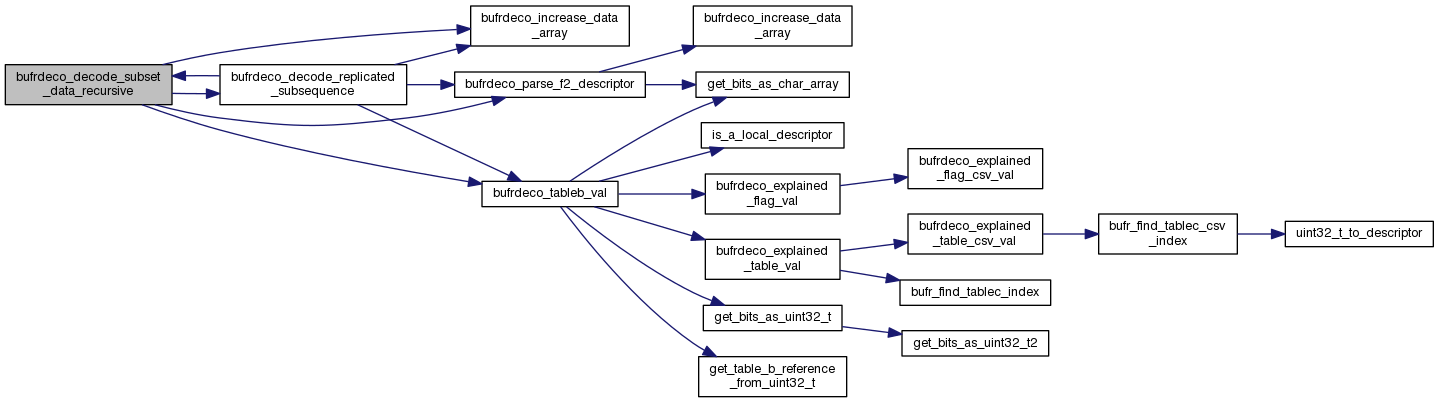 bufrdeco_decode_subset
_data_recursive
bufrdeco_decode_replicated
_subsequence
bufrdeco_increase_data
_array
bufrdeco_parse_f2_descriptor
bufrdeco_tableb_val
bufrdeco_increase_data
_array
get_bits_as_char_array
is_a_local_descriptor
bufrdeco_explained
_flag_val
bufrdeco_explained
_table_val
get_bits_as_uint32_t
get_table_b_reference
_from_uint32_t
bufrdeco_explained
_flag_csv_val
bufrdeco_explained
_table_csv_val
bufr_find_tablec_index
get_bits_as_uint32_t2
bufr_find_tablec_csv
_index
uint32_t_to_descriptor